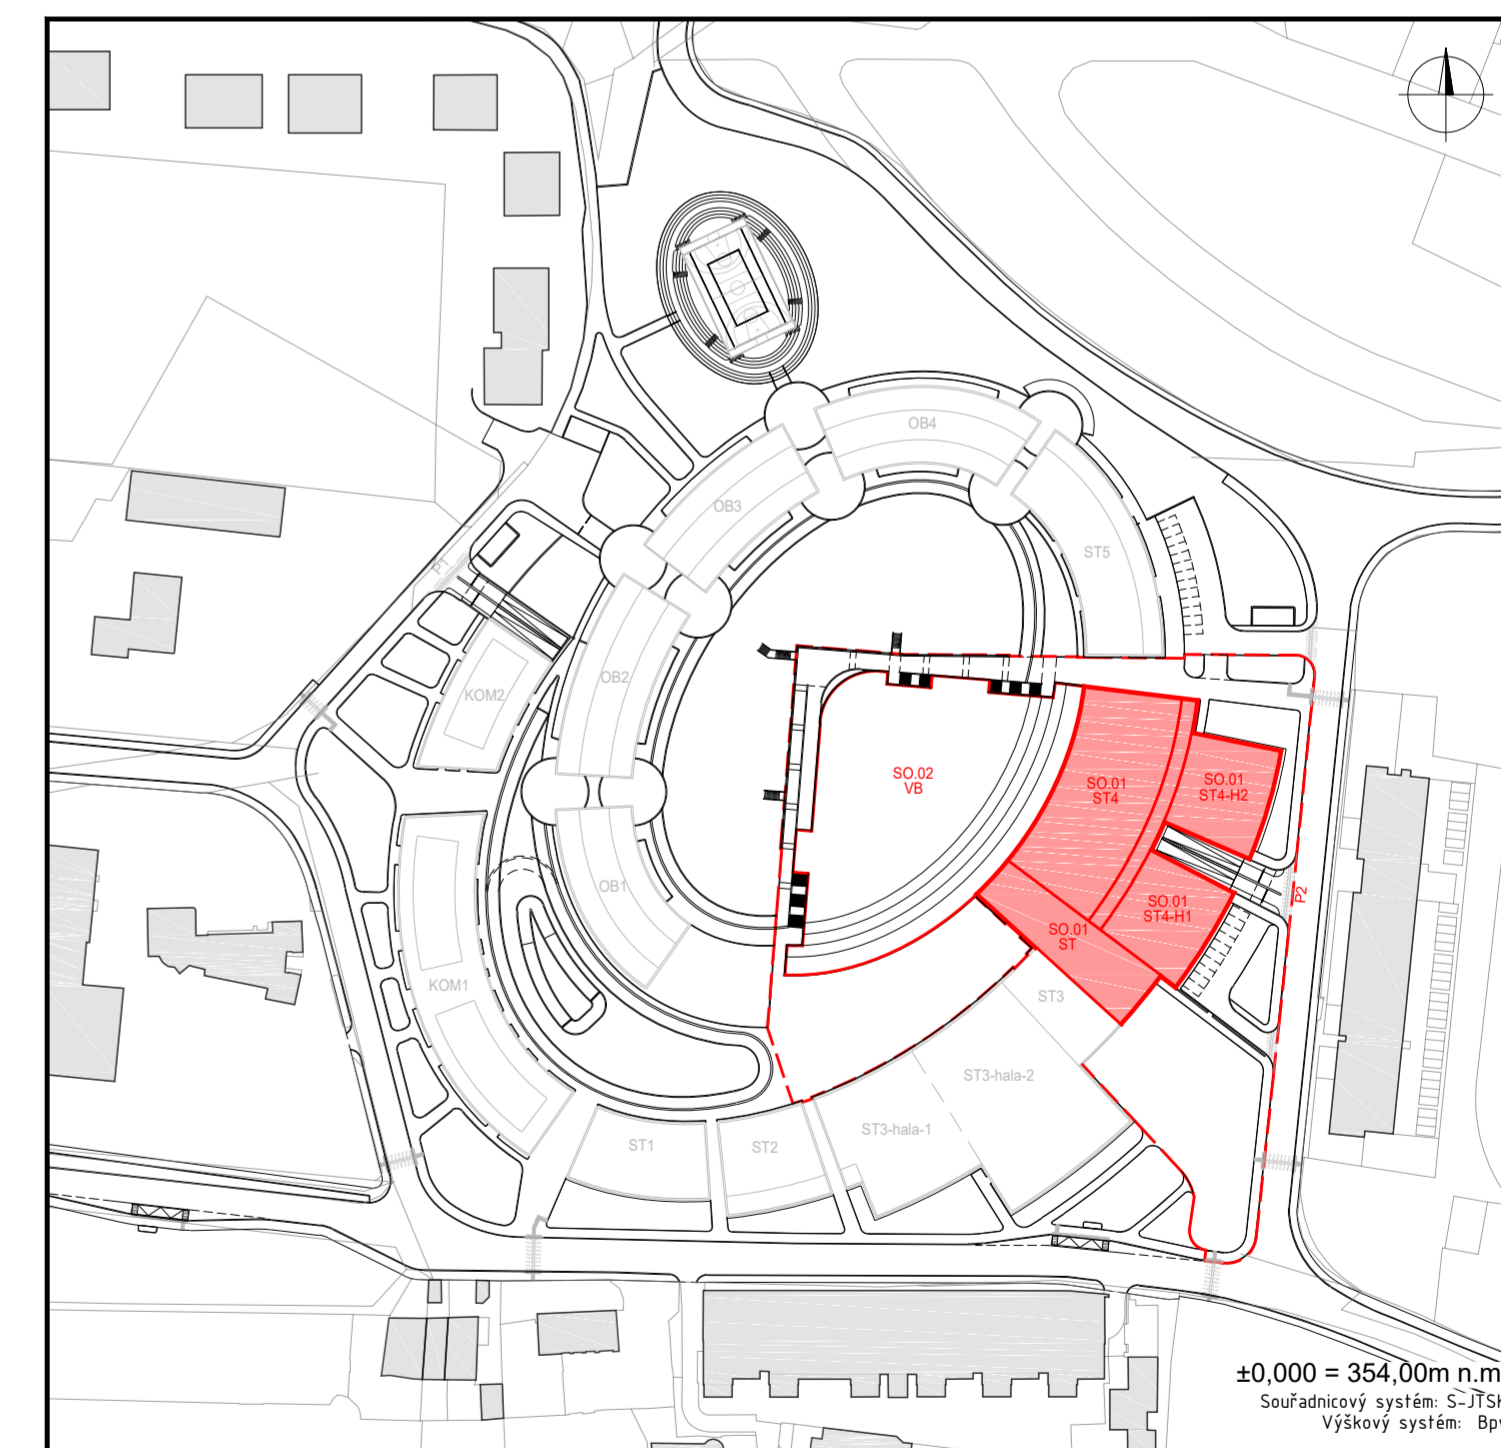 OB4
OB3
ST5
P1
OB2
KOM2
SO.02
VB
SO.01
ST4
SO.01
ST4-H2
OB1
P2
SO.01
ST4-H1
SO.01
ST
KOM1
ST3
ST3-hala-2
ST3-hala-1
ST1
ST2
±0,000 = 354,00m n.m
Souřadnicový systém: S-JTSK
Výškový systém: Bpv